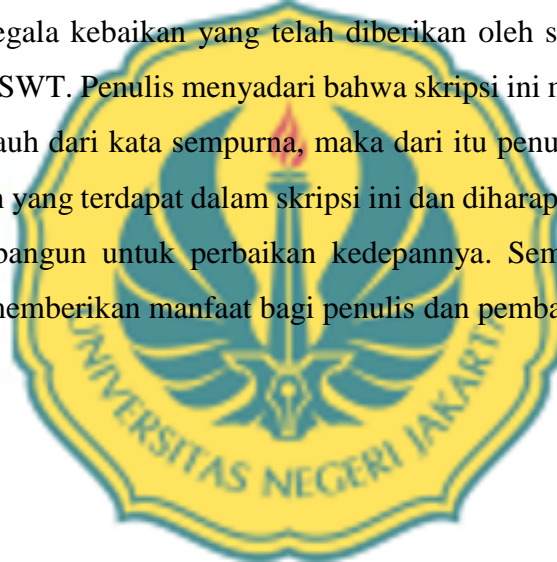 egala kebaikan yang telah diberikan oleh s
SWT. Penulis menyadari bahwa skripsi ini
auh dari kata sempurna, maka dari itu penu
yang terdapat dalam skripsi ini dan diharap
bangun untuk perbaikan kedepannya. Sem
memberikan manfaat bagi penulis dan pemba
UNIVERSITAS NEGERI JAKARTA